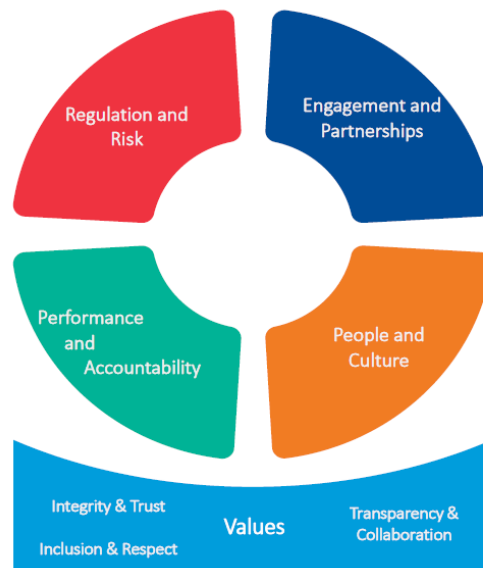 Regulation and
Risk
Engagement and
Partnerships
Performance
and
Accountability
People and
Culture
Integrity & Trust
Inclusion & Respect
Values
Transparency &
Collaboration